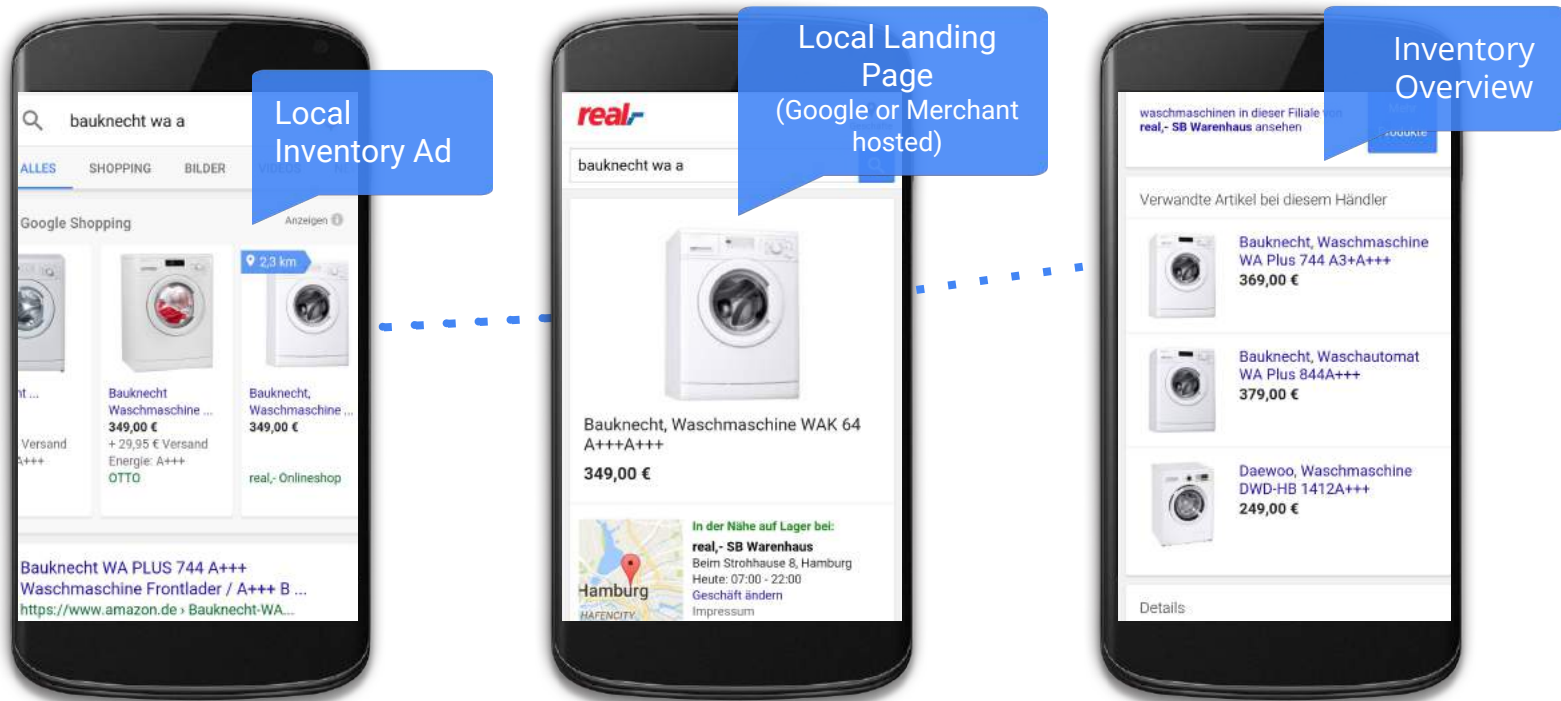 Local
Inventory Ad
bauknecht wa a
ALLES SHOPPING BILDER VIDEOS
Google Shopping Anzeigen
2,3 km
nt ...
Versand
A+++
Bauknecht
Waschmaschine ...
349,00 €
+ 29,95 € Versand
Energie: A+++
OTTO
Bauknecht,
Waschmaschine ...
349,00 €
real,- Onlineshop
Bauknecht WA PLUS 744 A+++
Waschmaschine Frontlader / A+++ B ...
https://www.amazon.de › Bauknecht-WA...
Local Landing
Page
(Google or Merchant
hosted)
real,-
bauknecht wa a
Bauknecht, Waschmaschine WAK 64
A+++A+++
349,00 €
Hamburg
HAFENCITY
In der Nähe auf Lager bei:
real,- SB Warenhaus
Beim Strohhause 8, Hamburg
Heute: 07:00 - 22:00
Geschäft ändern
Impressum
Inventory
Overview
waschmaschinen in dieser Filiale von
real,- SB Warenhaus ansehen
Mehr
Produkte
Verwandte Artikel bei diesem Händler
Bauknecht, Waschmaschine
WA Plus 744 A3+A+++
369,00 €
Bauknecht, Waschautomat
WA Plus 844A+++
379,00 €
Daewoo, Waschmaschine
DWD-HB 1412A+++
249,00 €
Details